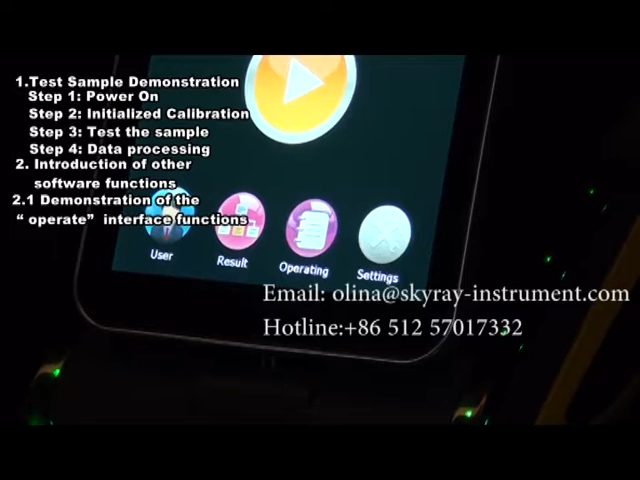 1.Test Sample Demonstration
Step 1: Power On
Step 2: Initialized Calibration
Step 3: Test the sample
Step 4: Data processing
2. Introduction of other
software functions
2.1 Demonstration of the
“ operate” interface functions
User
Result
Operating
Settings
Email: olina@skyray-instrument.com
Hotline:+86 512 57017332